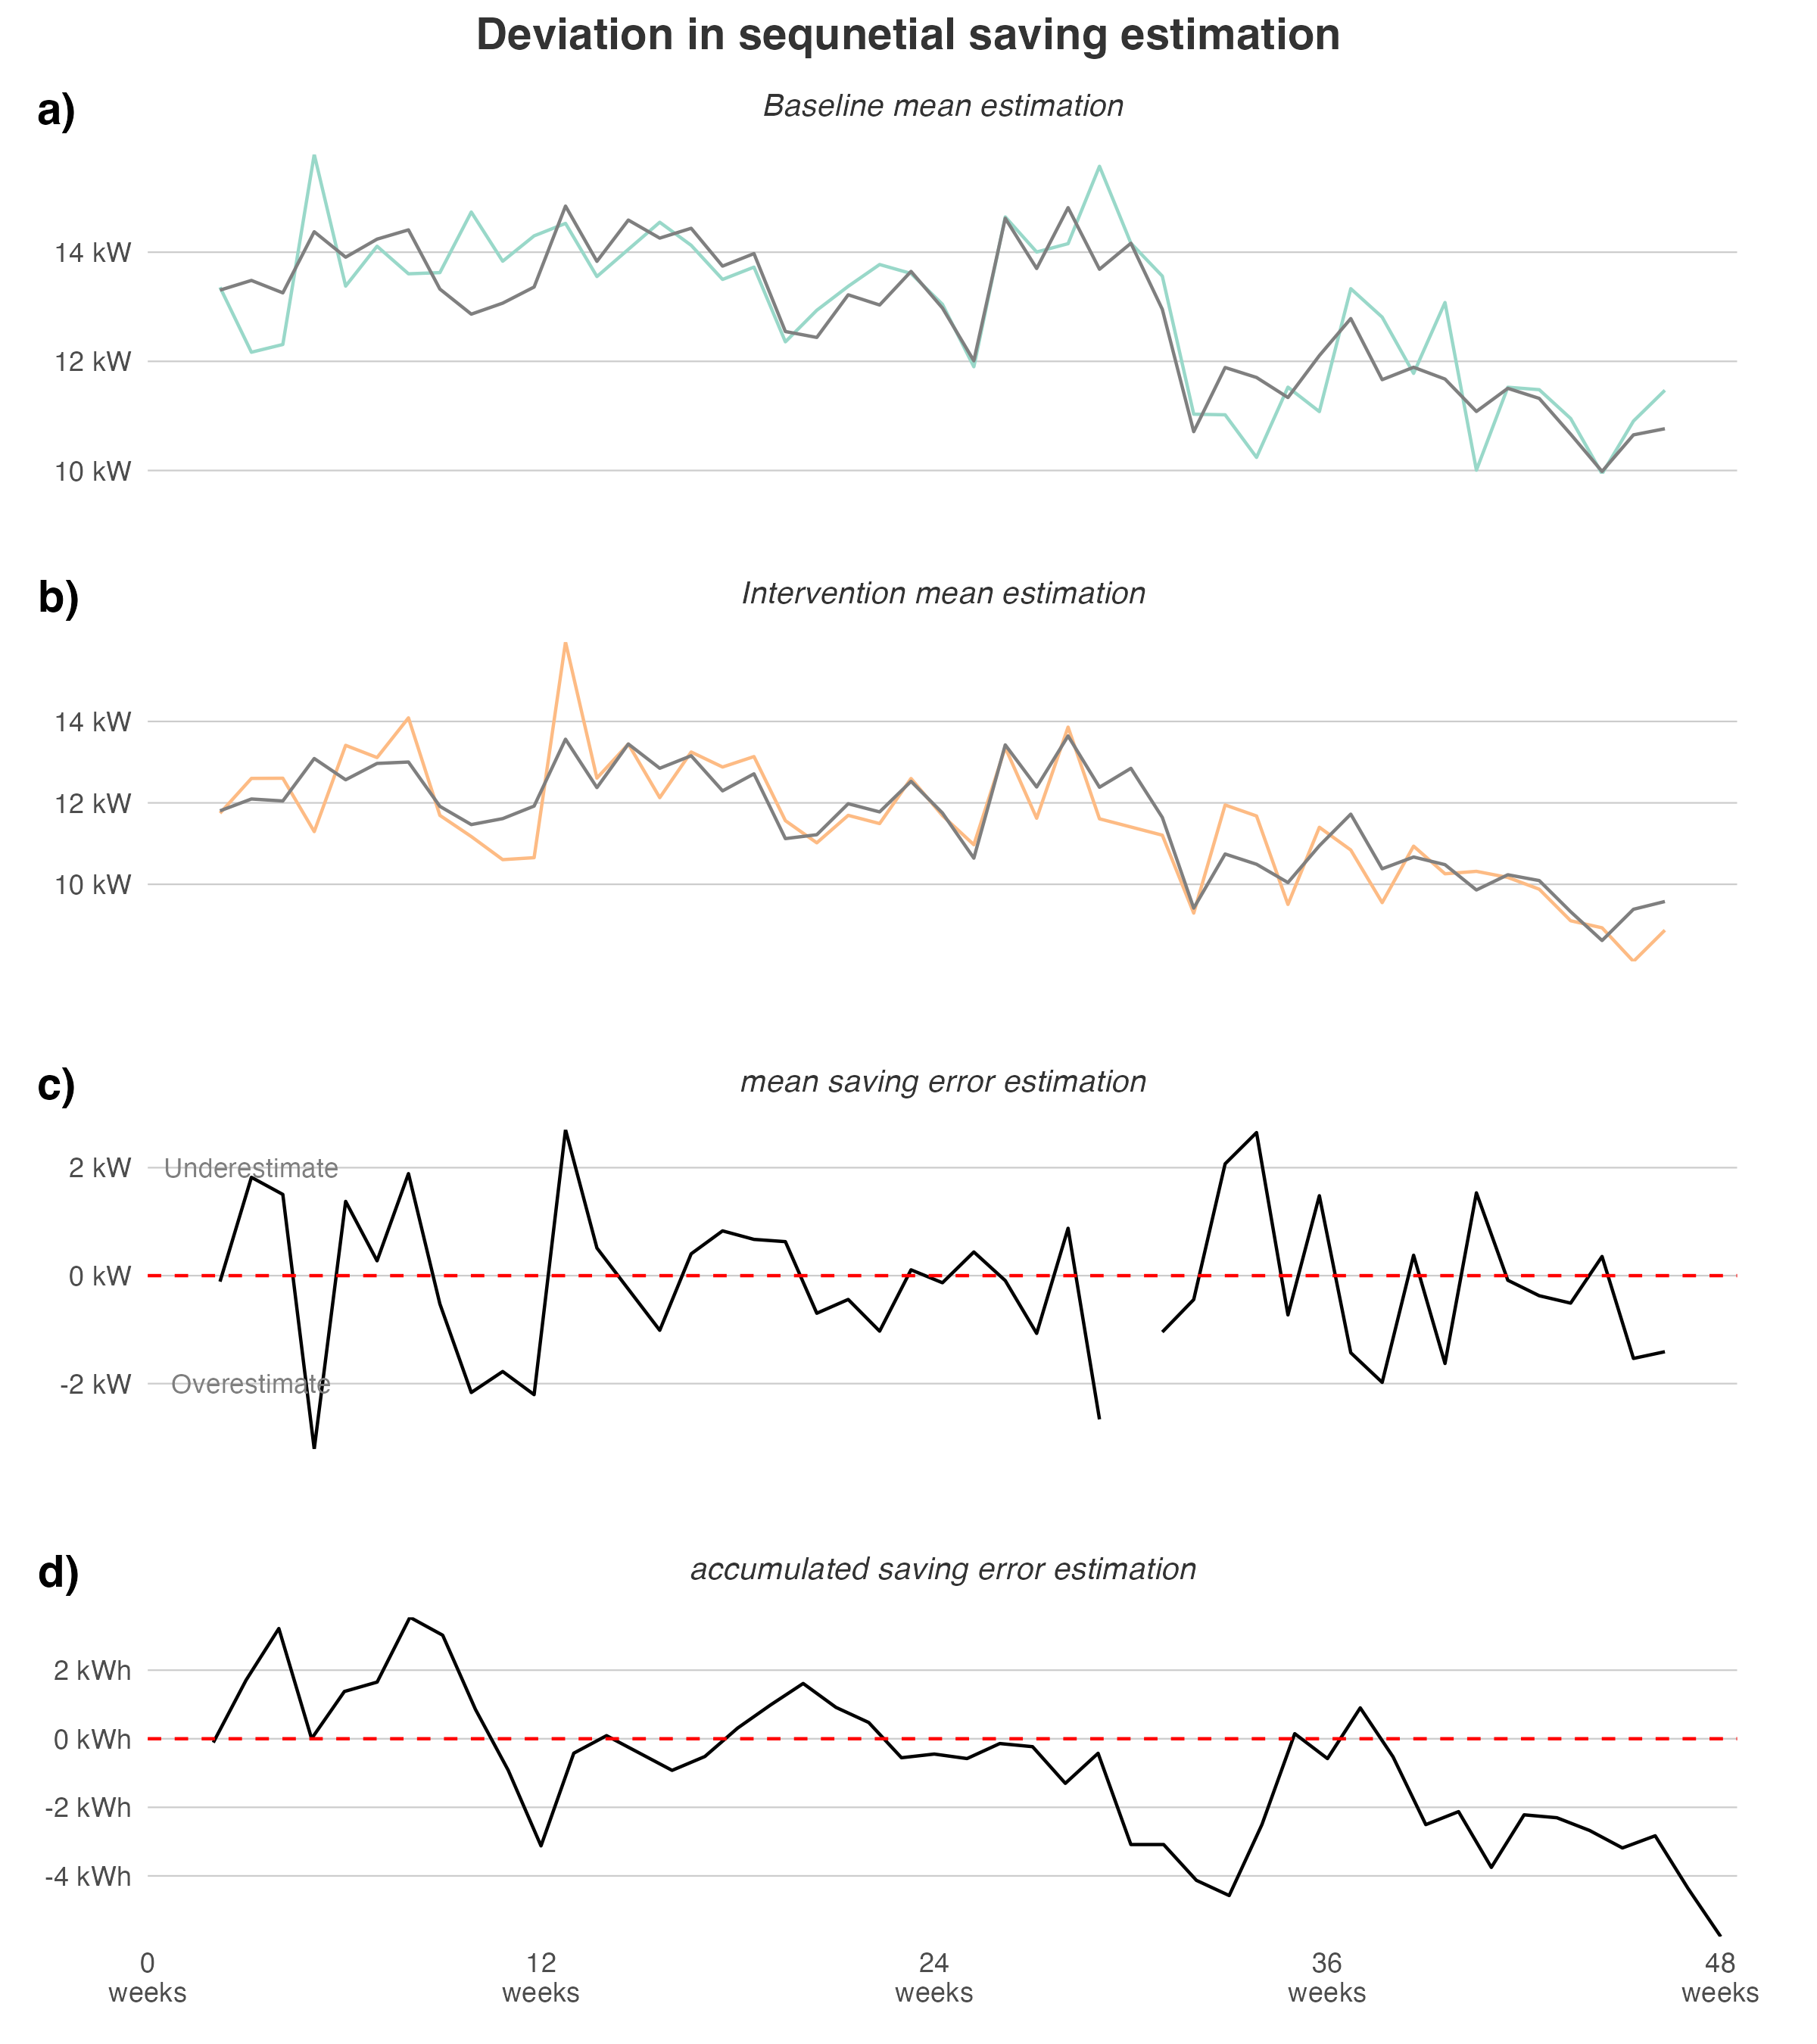 Deviation in sequnetial saving estimation
a)
Baseline mean estimation
14 kW
12 kW
10 kW
b)
Intervention mean estimation
14 kW
12 kW
10 kW
c)
mean saving error estimation
2 kW
Underestimate
0 kW
-2 kW
Overestimate
d)
accumulated saving error estimation
2 kWh
0 kWh
-2 kWh
-4 kWh
0
weeks
12
weeks
24
weeks
36
weeks
48
weeks